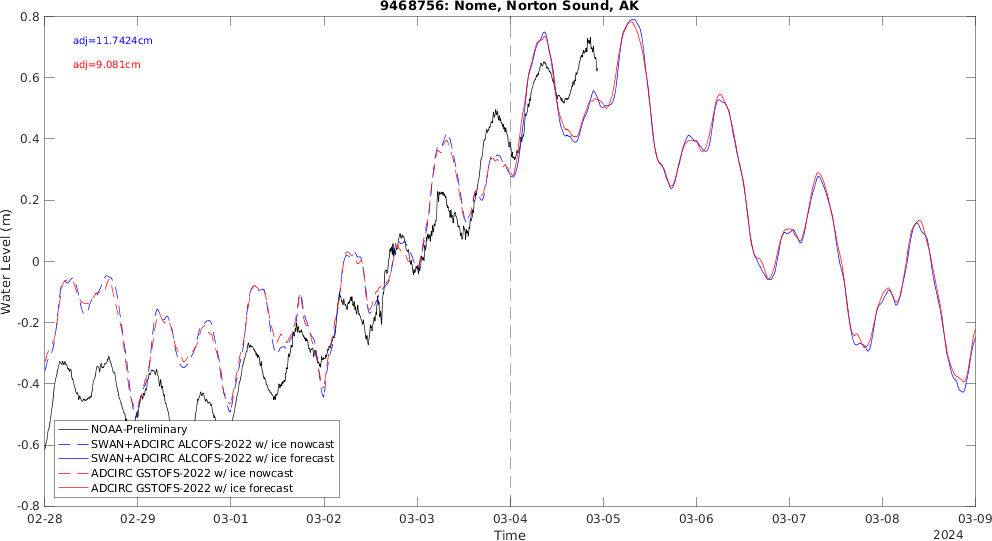 9468756: Nome, Norton Sound, AK
adj=11.7424cm
adj=9.081cm
Water Level (m)
0.8
0.6
0.4
0.2
0
-0.2
-0.4
-0.6
-0.8
NOAA-Preliminary
SWAN+ADCIRC ALCOFS-2022 w/ ice nowcast
SWAN+ADCIRC ALCOFS-2022 w/ ice forecast
ADCIRC GSTOFS-2022 w/ ice nowcast
ADCIRC GSTOFS-2022 w/ ice forecast
02-28 02-29 03-01 03-02 03-03 03-04 03-05 03-06 03-07 03-08 03-09
Time
2024